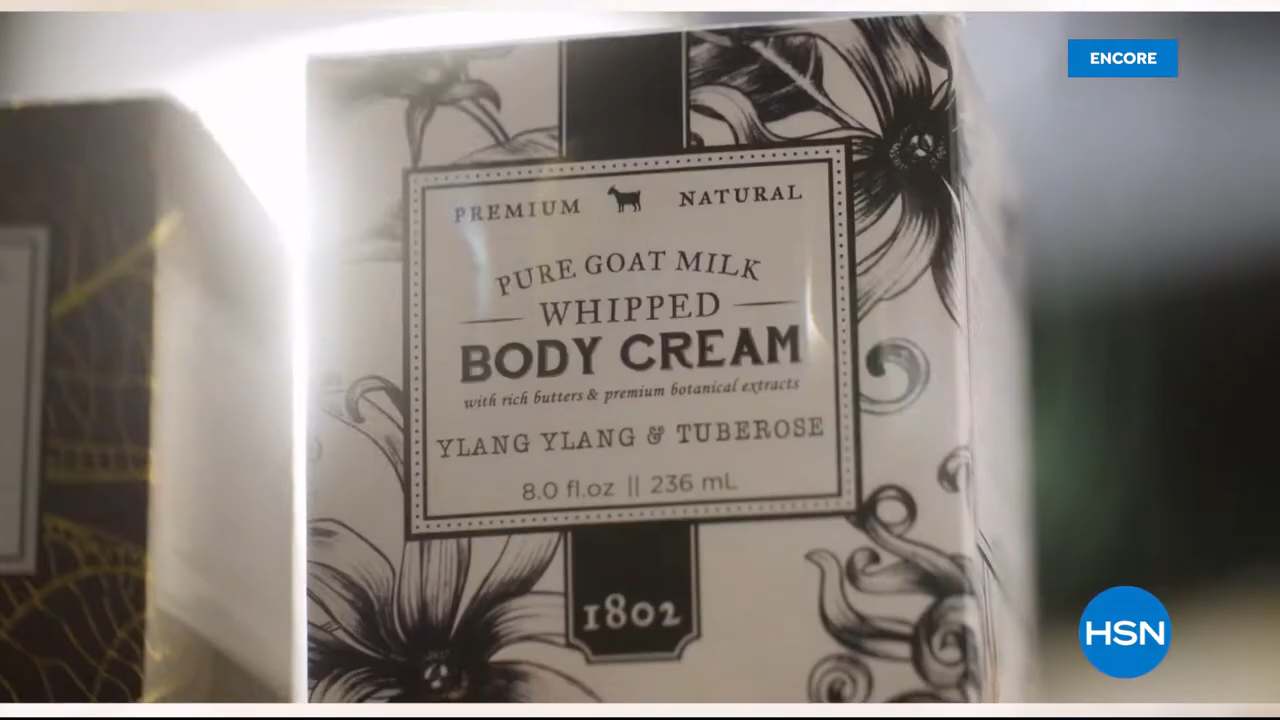 ENCORE
PREMIUM NATURAL
PURE GOAT MILK
WHIPPED
BODY CREAM
with rich butters & premium botanical extracts
YLANG YLANG & TUBEROSE
8.0 fl.oz || 236 mL
1802
HSN